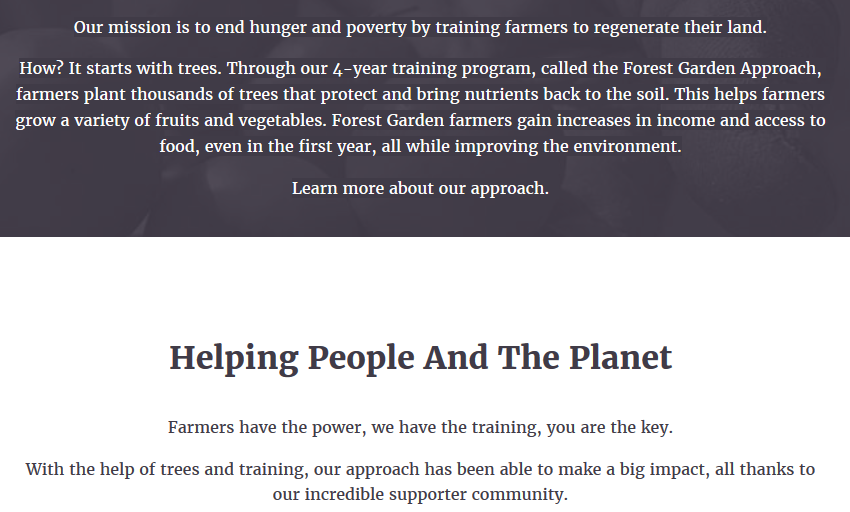 Our mission is to end hunger and poverty by training farmers to regenerate their land.
How? It starts with trees. Through our 4-year training program, called the Forest Garden Approach,
farmers plant thousands of trees that protect and bring nutrients back to the soil. This helps farmers
grow a variety of fruits and vegetables. Forest Garden farmers gain increases in income and access to
food, even in the first year, all while improving the environment.
Learn more about our approach.
Helping People And The Planet
Farmers have the power, we have the training, you are the key.
With the help of trees and training, our approach has been able to make a big impact, all thanks to
our incredible supporter community.